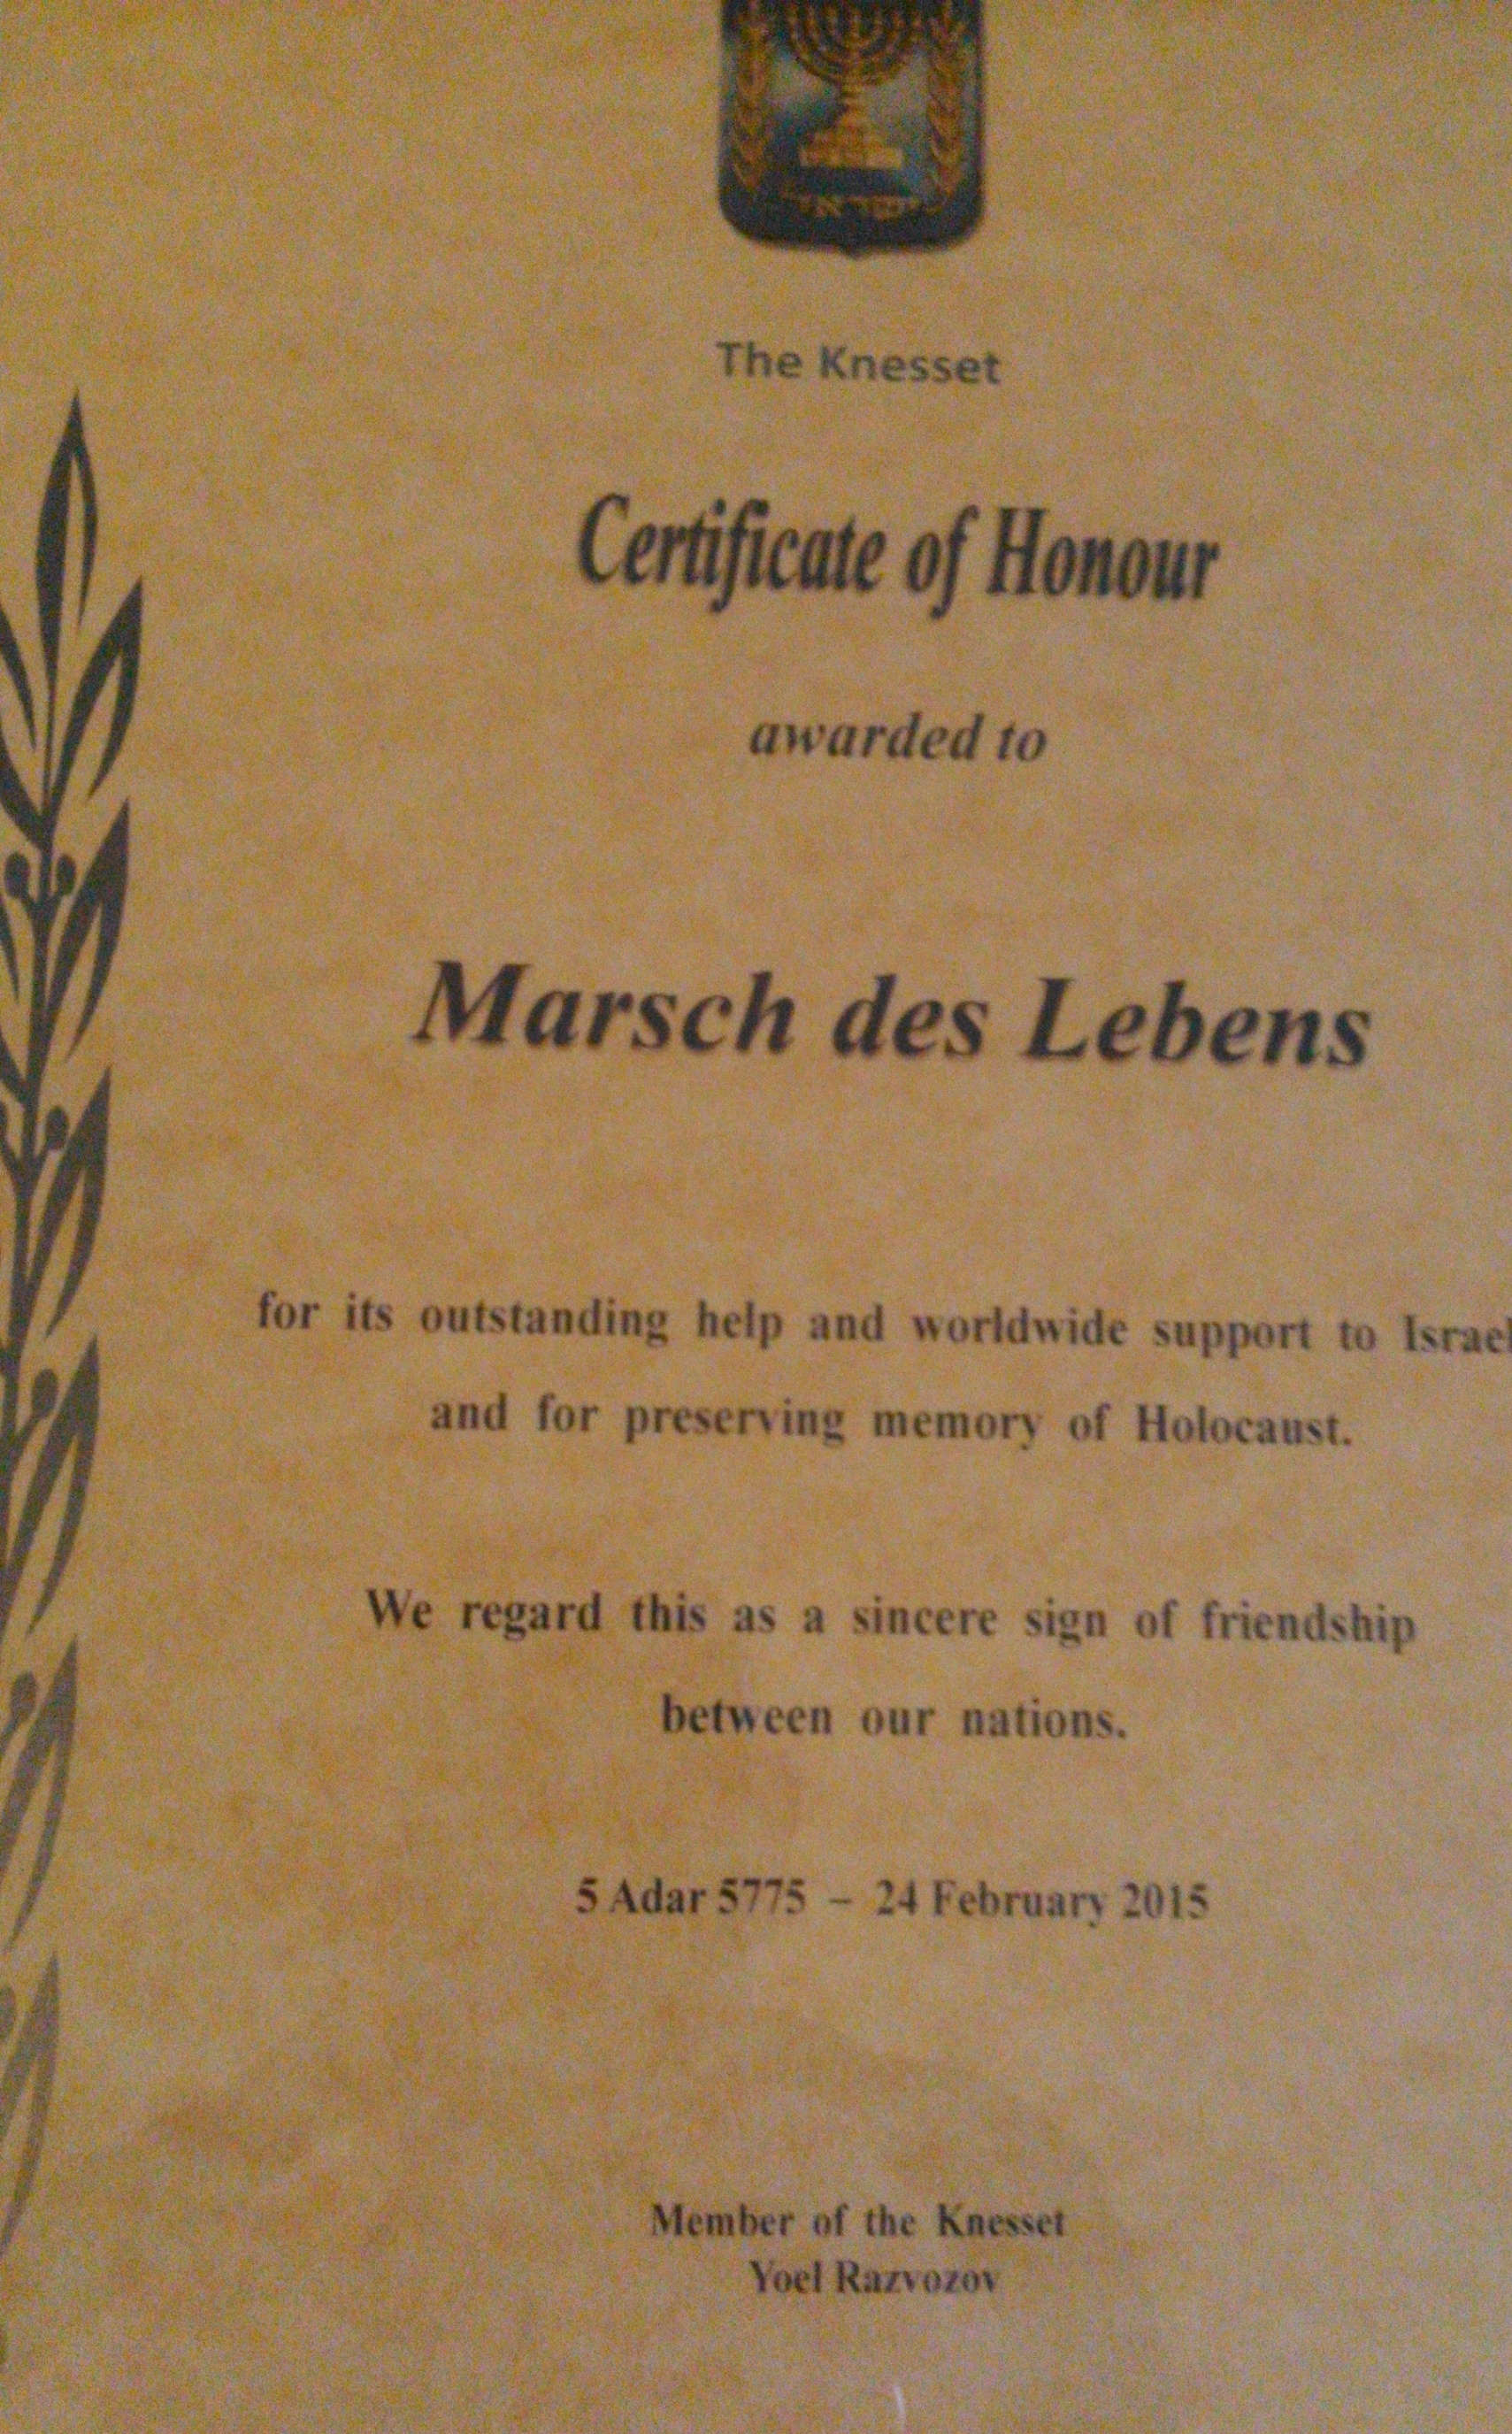 The Knesset
Certificate of Honour
awarded to
Marsch des Lebens
for its outstanding help and worldwide support to Israel
and for preserving memory of Holocaust.
We regard this as a sincere sign of friendship
between our nations.
5 Adar 5775 – 24 February 2015
Member of the Knesset
Yoel Razvozov